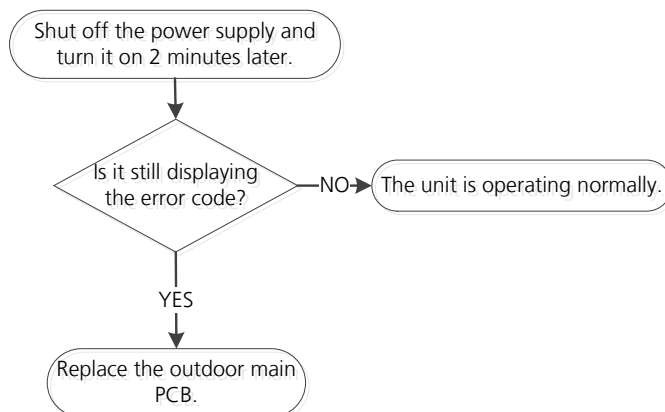 Shut off the power supply and
turn it on 2 minutes later.
Is it still displaying
the error code?
NO
The unit is operating normally.
YES
Replace the outdoor main
PCB.